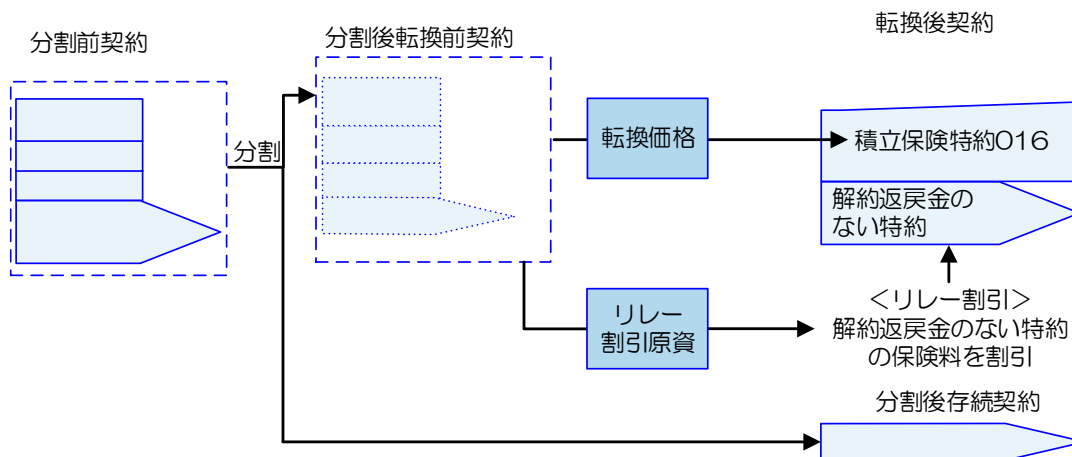 分割前契約
分割
分割後転換前契約
転換価格
リレー
割引原資
転換後契約
積立保険特約016
解約返戻金の
ない特約
＜リレー割引＞
解約返戻金のない特約
の保険料を割引
分割後存続契約